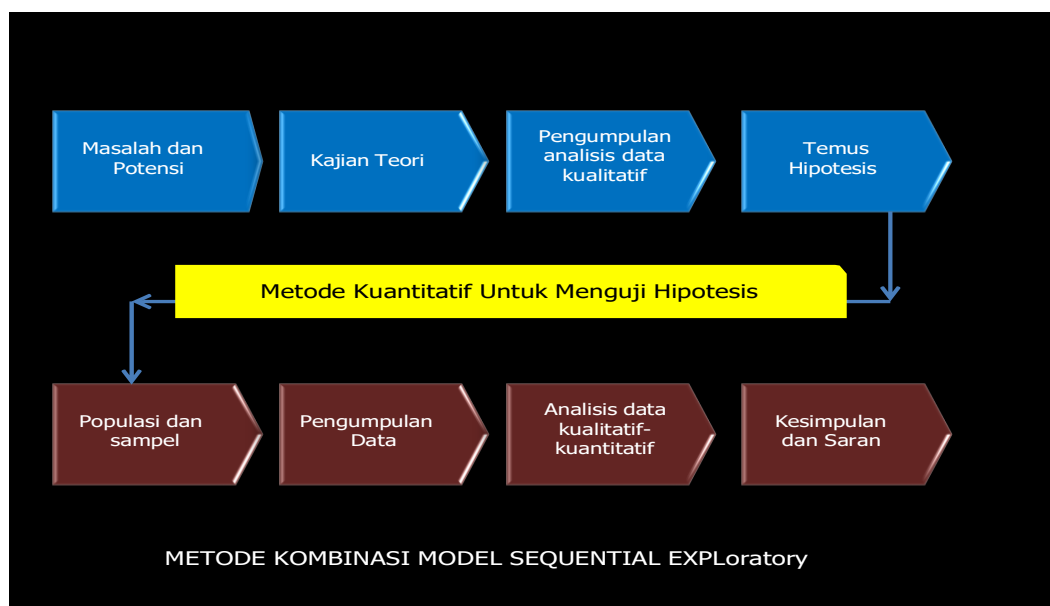 Masalah dan
Potensi
Kajian Teori
Pengumpulan
analisis data
kualitatif
Temus
Hipotesis
Metode Kuantitatif Untuk Menguji Hipotesis
Populasi dan
sampel
Pengumpulan
Data
Analisis data
kualitatif-
kuantitatif
Kesimpulan
dan Saran
METODE KOMBINASI MODEL SEQUENTIAL EXPLoratory